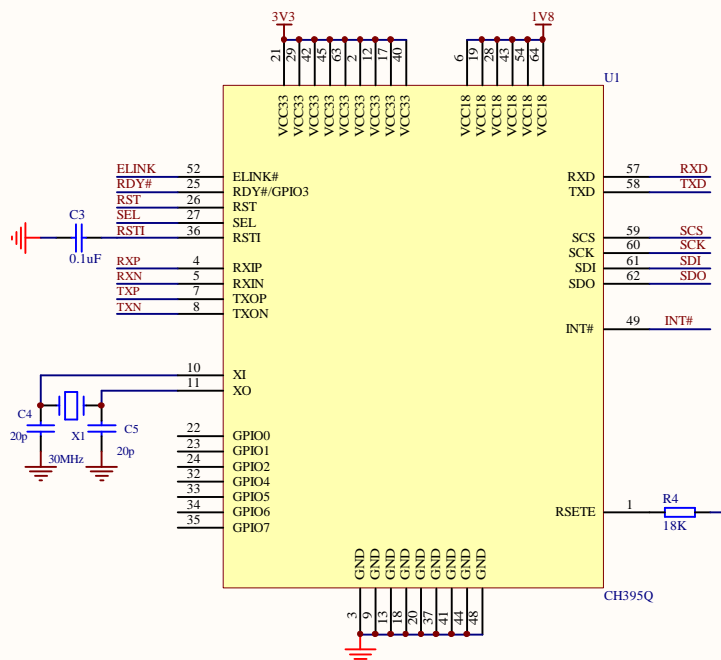 3V3
1V8
21
29
42
45
63
2
12
17
40
6
19
28
43
54
64
U1
VCC33
VCC33
VCC33
VCC33
VCC33
VCC33
VCC33
VCC33
VCC33
VCC18
VCC18
VCC18
VCC18
VCC18
VCC18
ELINK 52 ELINK#
RDY# 25 RDY#/GPIO3
RST 26 RST
SEL 27 SEL
RSTI 36 RSTI
C3
0.1uF
RXP 4 RXIP
RXN 5 RXIN
TXP 7 TXOP
TXN 8 TXON
RXD 57 RXD
TXD 58 TXD
SCS 59 SCS
SCK 60 SCK
SDI 61 SDI
SDO 62 SDO
INT# 49 INT#
10 XI
11 XO
C4
20p
X1
30MHz
C5
20p
22 GPIO0
23 GPIO1
24 GPIO2
32 GPIO4
33 GPIO5
34 GPIO6
35 GPIO7
RSETE 1
R4
18K
GND
GND
GND
GND
GND
GND
GND
GND
GND
3
9
13
18
20
37
41
44
48
CH395Q